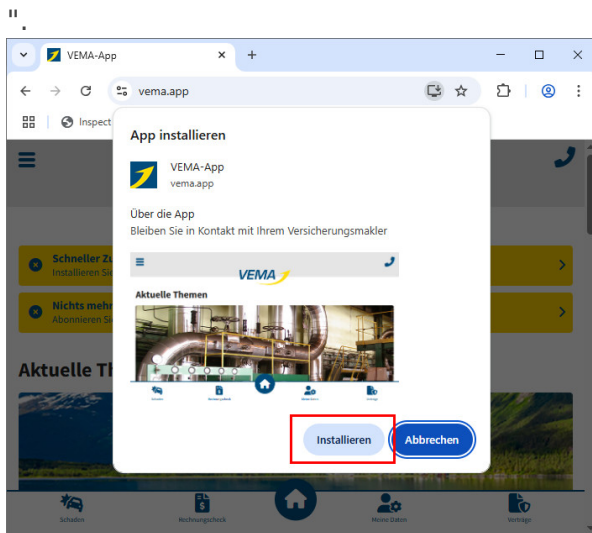 ".
VEMA-App
vema.app
Inspect
App installieren
VEMA-App
vema.app
Über die App
Bleiben Sie in Kontakt mit Ihrem Versicherungsmakler
VEMA
Aktuelle Themen
Schneller Zu
Installieren Sie
Nichts mehr
Abonnieren Si
Aktuelle Th
Installieren
Abbrechen
Schaden
Rechnungscheck
Meine Daten
Verträge